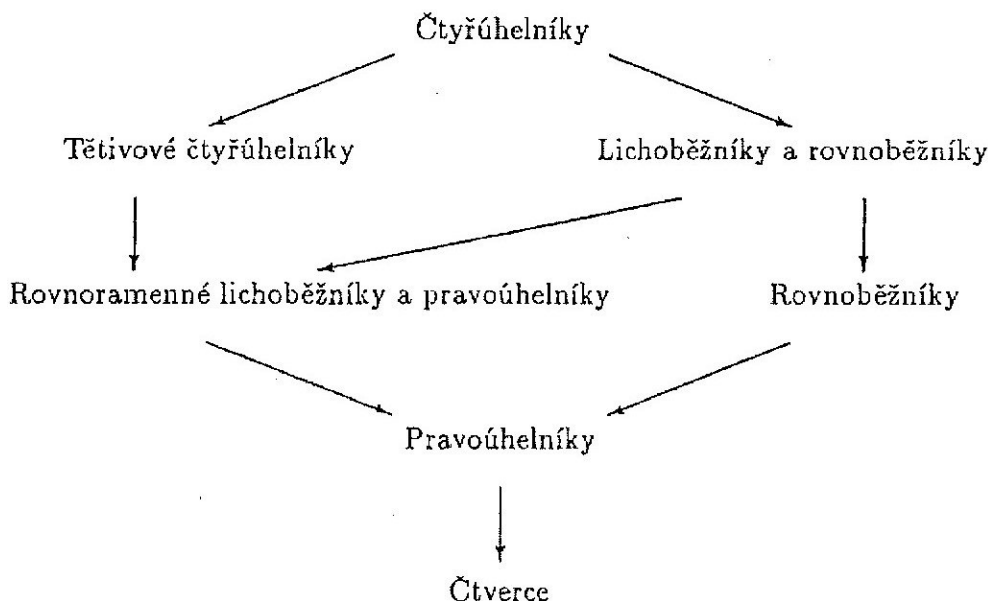 Čtyřúhelníky
Tětivové čtyřúhelníky
Lichoběžníky a rovnoběžníky
Rovnoramenné lichoběžníky a pravoúhelníky
Rovnoběžníky
Pravoúhelníky
Čtverce